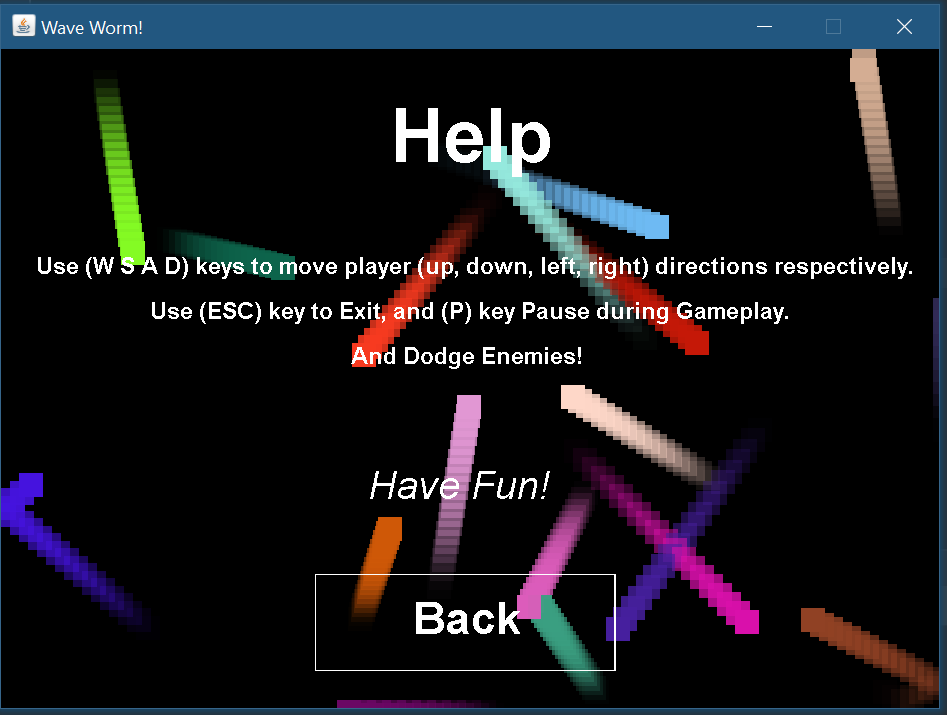 Wave Worm!
Help
Use (W S A D) keys to move player (up, down, left, right) directions respectively.
Use (ESC) key to Exit, and (P) key Pause during Gameplay.
And Dodge Enemies!
Have Fun!
Back